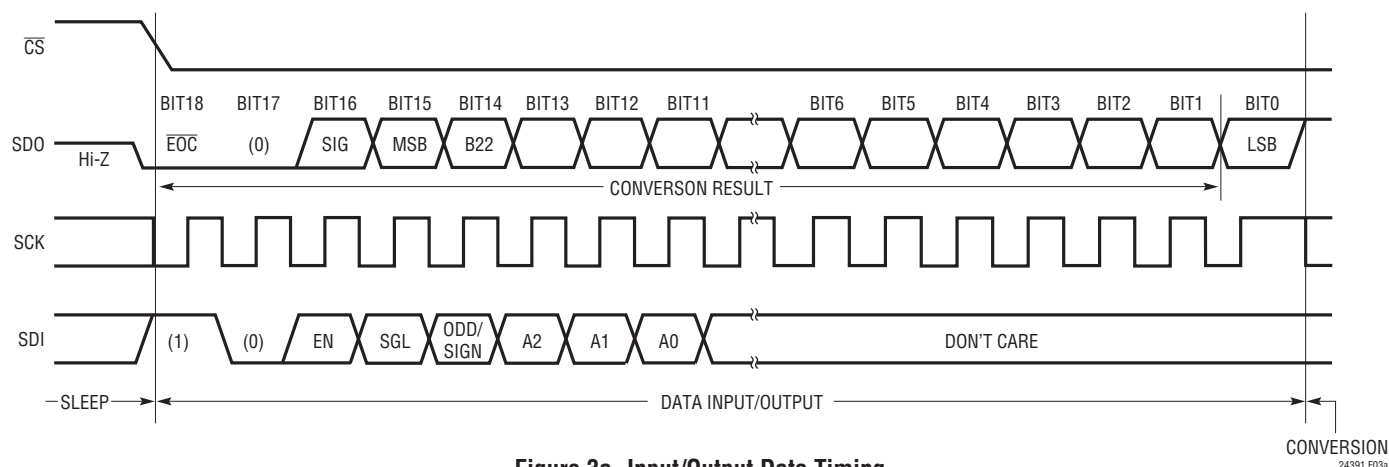 CS
BIT18 BIT17 BIT16 BIT15 BIT14 BIT13 BIT12 BIT11 BIT6 BIT5 BIT4 BIT3 BIT2 BIT1 BIT0
SDO Hi-Z EOC (0) SIG MSB B22 LSB
CONVERSON RESULT
SCK
SDI (1) (0) EN SGL ODD/ SIGN A2 A1 A0 DON'T CARE
SLEEP DATA INPUT/OUTPUT
CONVERSION
24391 F03a
Figure 3a. Input/Output Data Timing